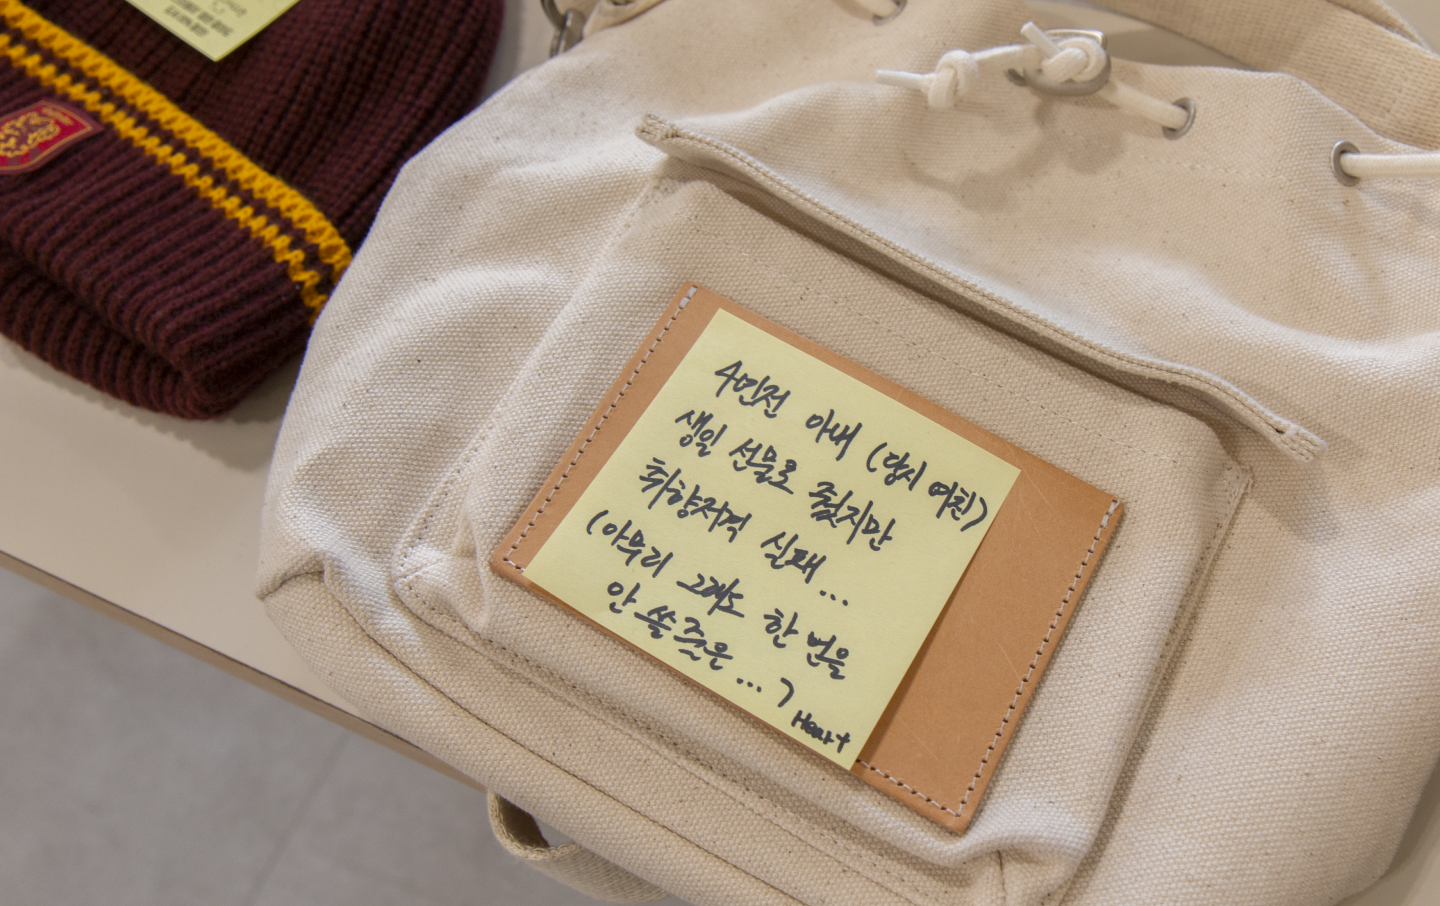 4년전 아내 (당시 여친)
생일 선물로 줬지만
취향저격 실패...
(아무리 그래도 한 번을
안 쓸 줄은...)
Heart